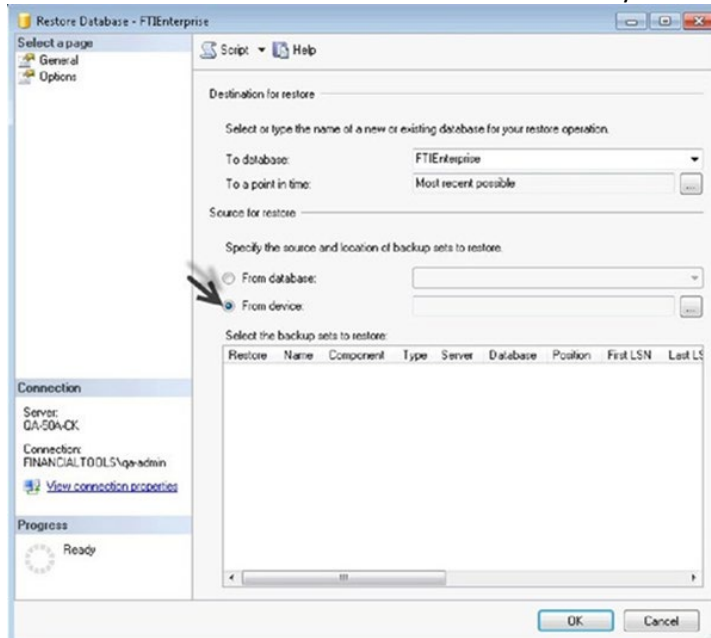 Restore Database - FTIEnterprise
Select a page
General
Options
Script
Help
Destination for restore
Select or type the name of a new or existing database for your restore operation.
To database:
FTIEnterprise
To a point in time:
Most recent possible
...
Source for restore
Specify the source and location of backup sets to restore.
From database:
From device:
...
Select the backup sets to restore:
Restore Name Component Type Server Database Position First LSN Last LS
Connection
Server:
QA-50A-CK
Connection:
FINANCIALTOOLS\qa-admin
View connection properties
Progress
Ready
OK
Cancel